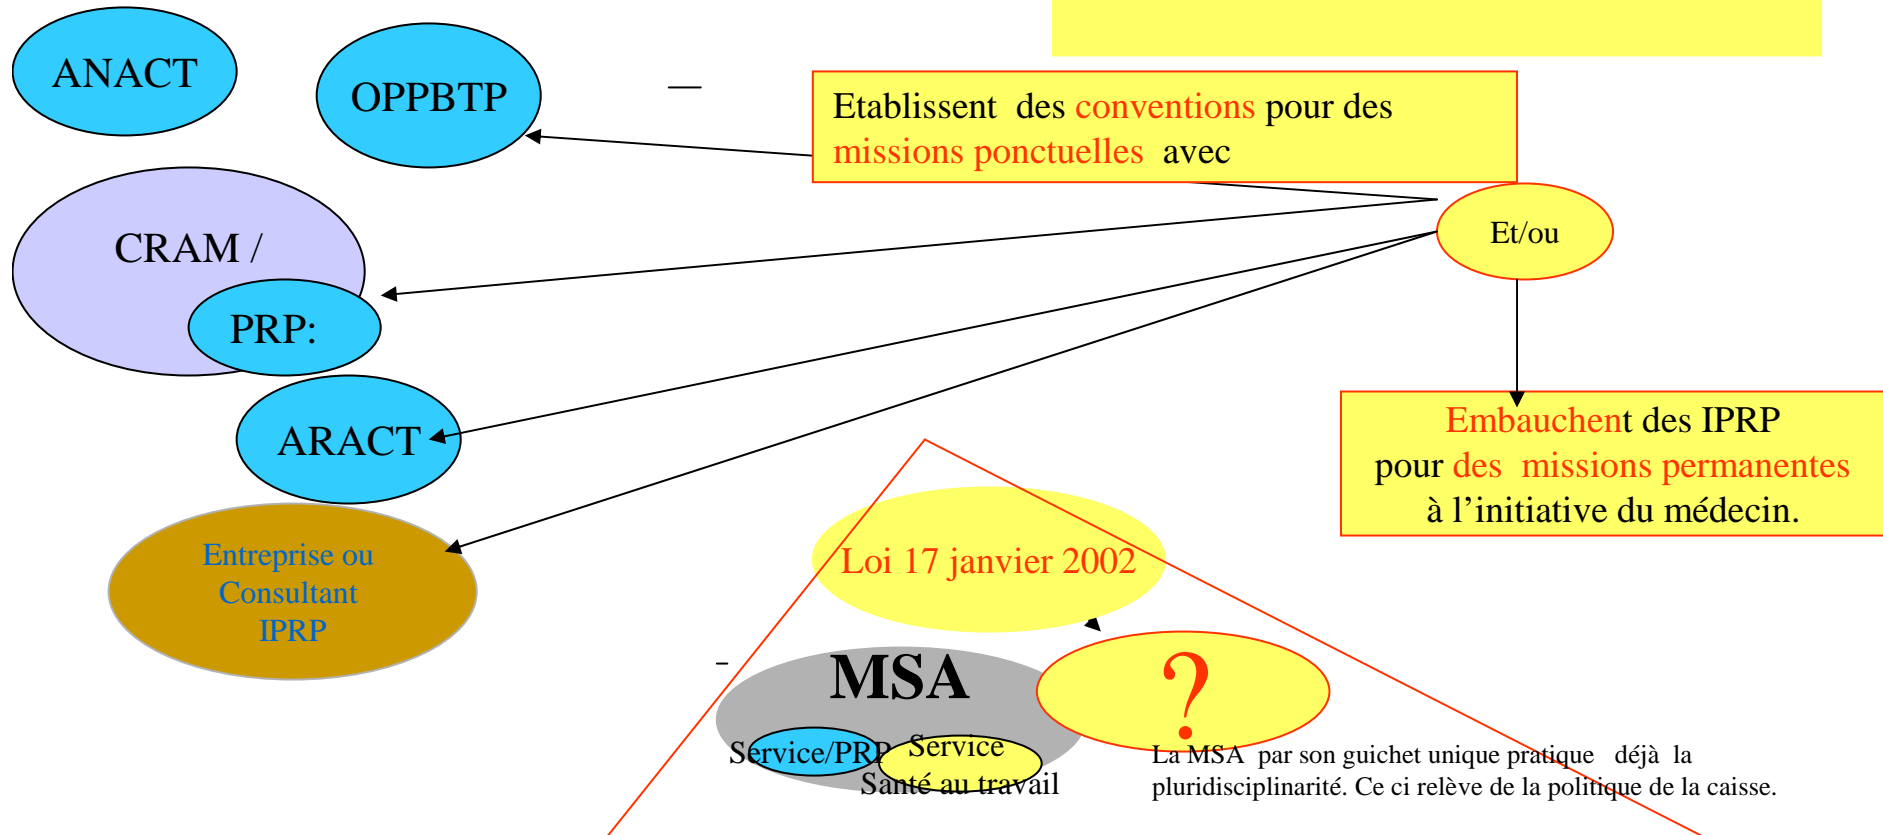 ANACT
OPPBTP
Etablissent des conventions pour des
missions ponctuelles avec
CRAM /
PRP:
Et/ou
ARACT
Embauchent des IPRP
pour des missions permanentes
à l’initiative du médecin.
Entreprise ou
Consultant
IPRP
Loi 17 janvier 2002
MSA
?
Service/PRP
Service
Santé au travail
La MSA par son guichet unique pratique déjà la
pluridisciplinarité. Ce ci relève de la politique de la caisse.